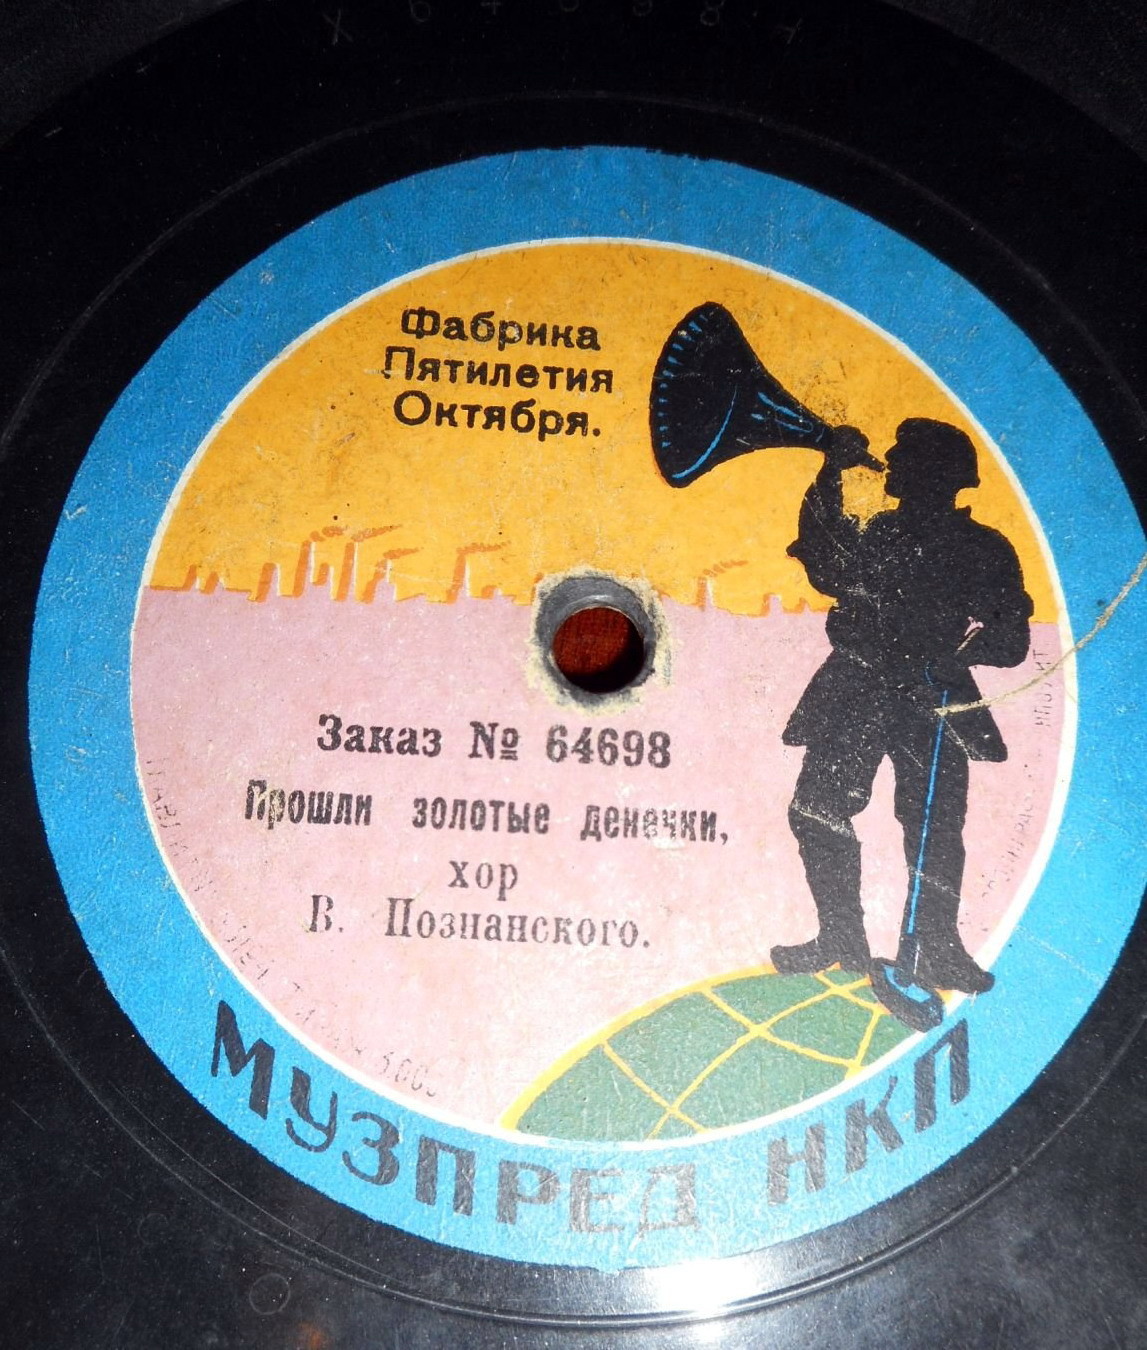 Фабрика
Пятилетия
Октября.
Заказ № 64698
Прошли золотые денечки,
хор
В. Познанского.
МУЗПРЕД НКП